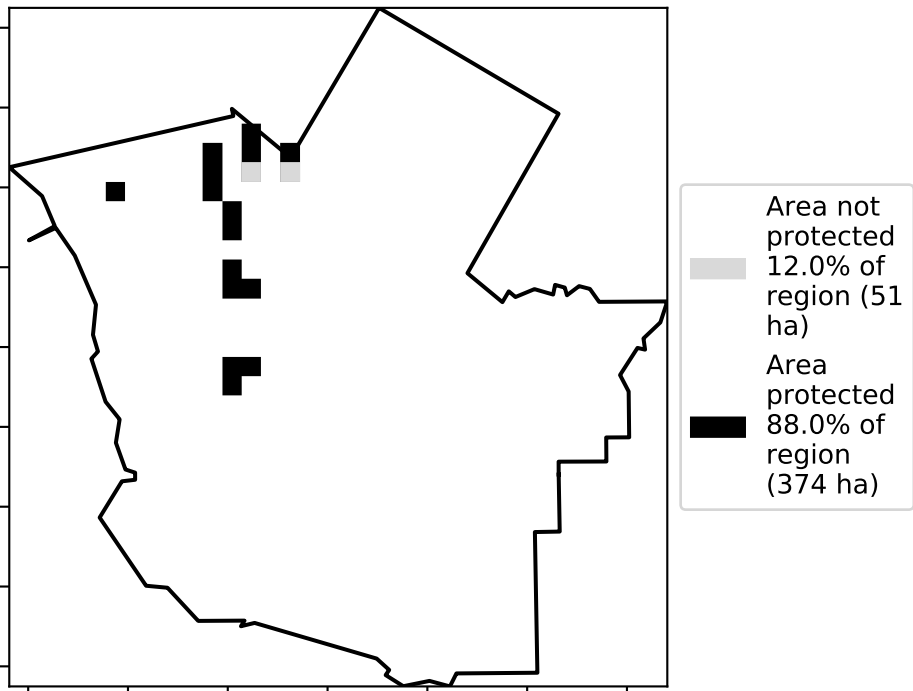 Area not
protected
12.0% of
region (51
ha)
Area
protected
88.0% of
region
(374 ha)